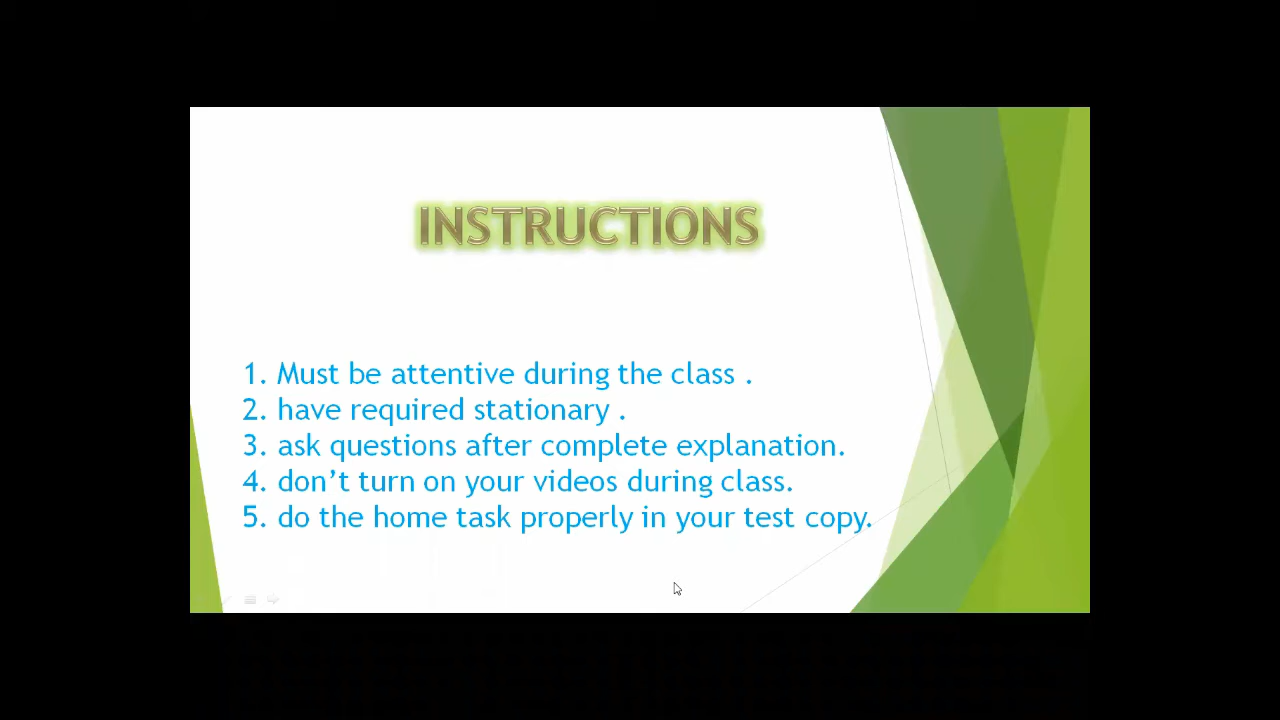 INSTRUCTIONS
1. Must be attentive during the class .
2. have required stationary .
3. ask questions after complete explanation.
4. don’t turn on your videos during class.
5. do the home task properly in your test copy.